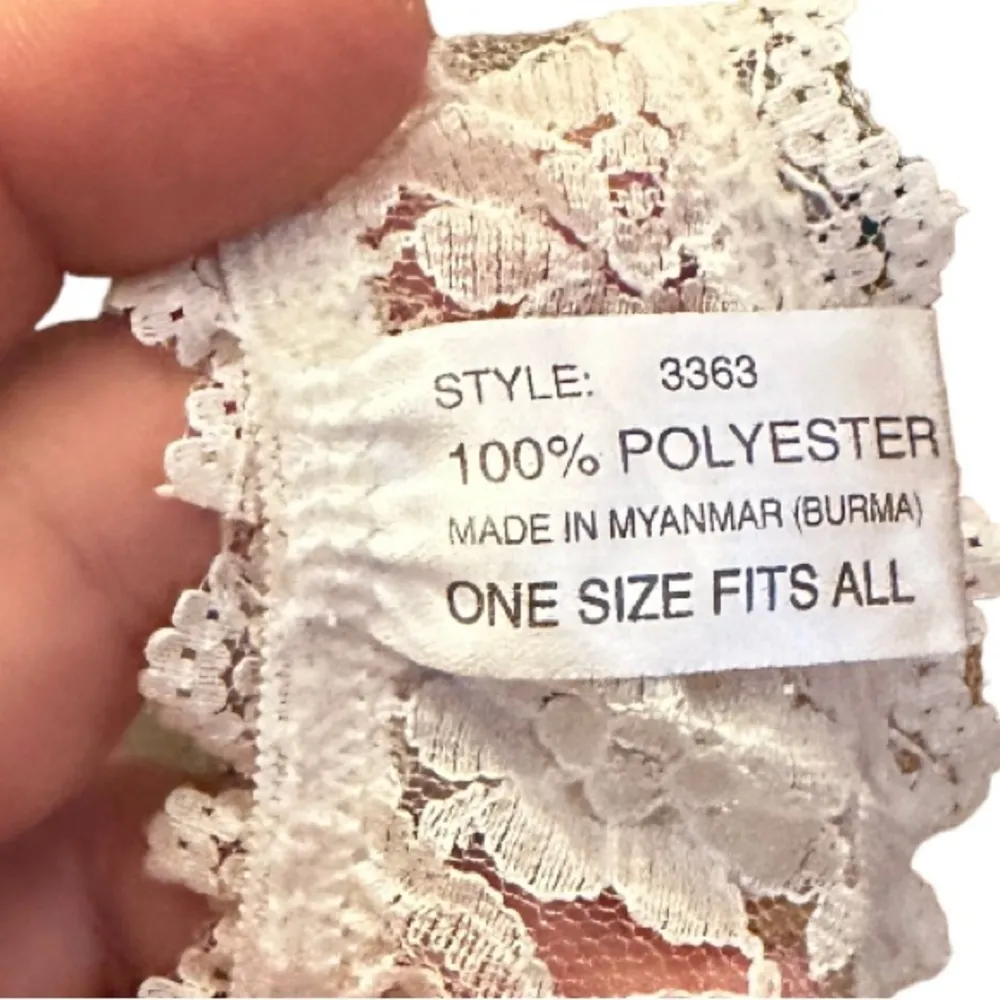 STYLE: 3363
100% POLYESTER
MADE IN MYANMAR (BURMA)
ONE SIZE FITS ALL